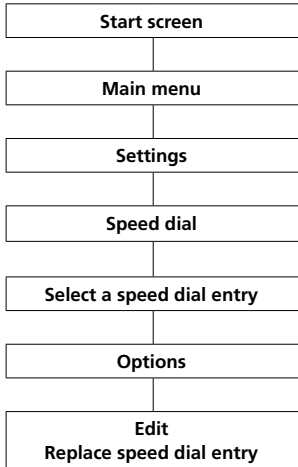 Start screen
Main menu
Settings
Speed dial
Select a speed dial entry
Options
Edit
Replace speed dial entry